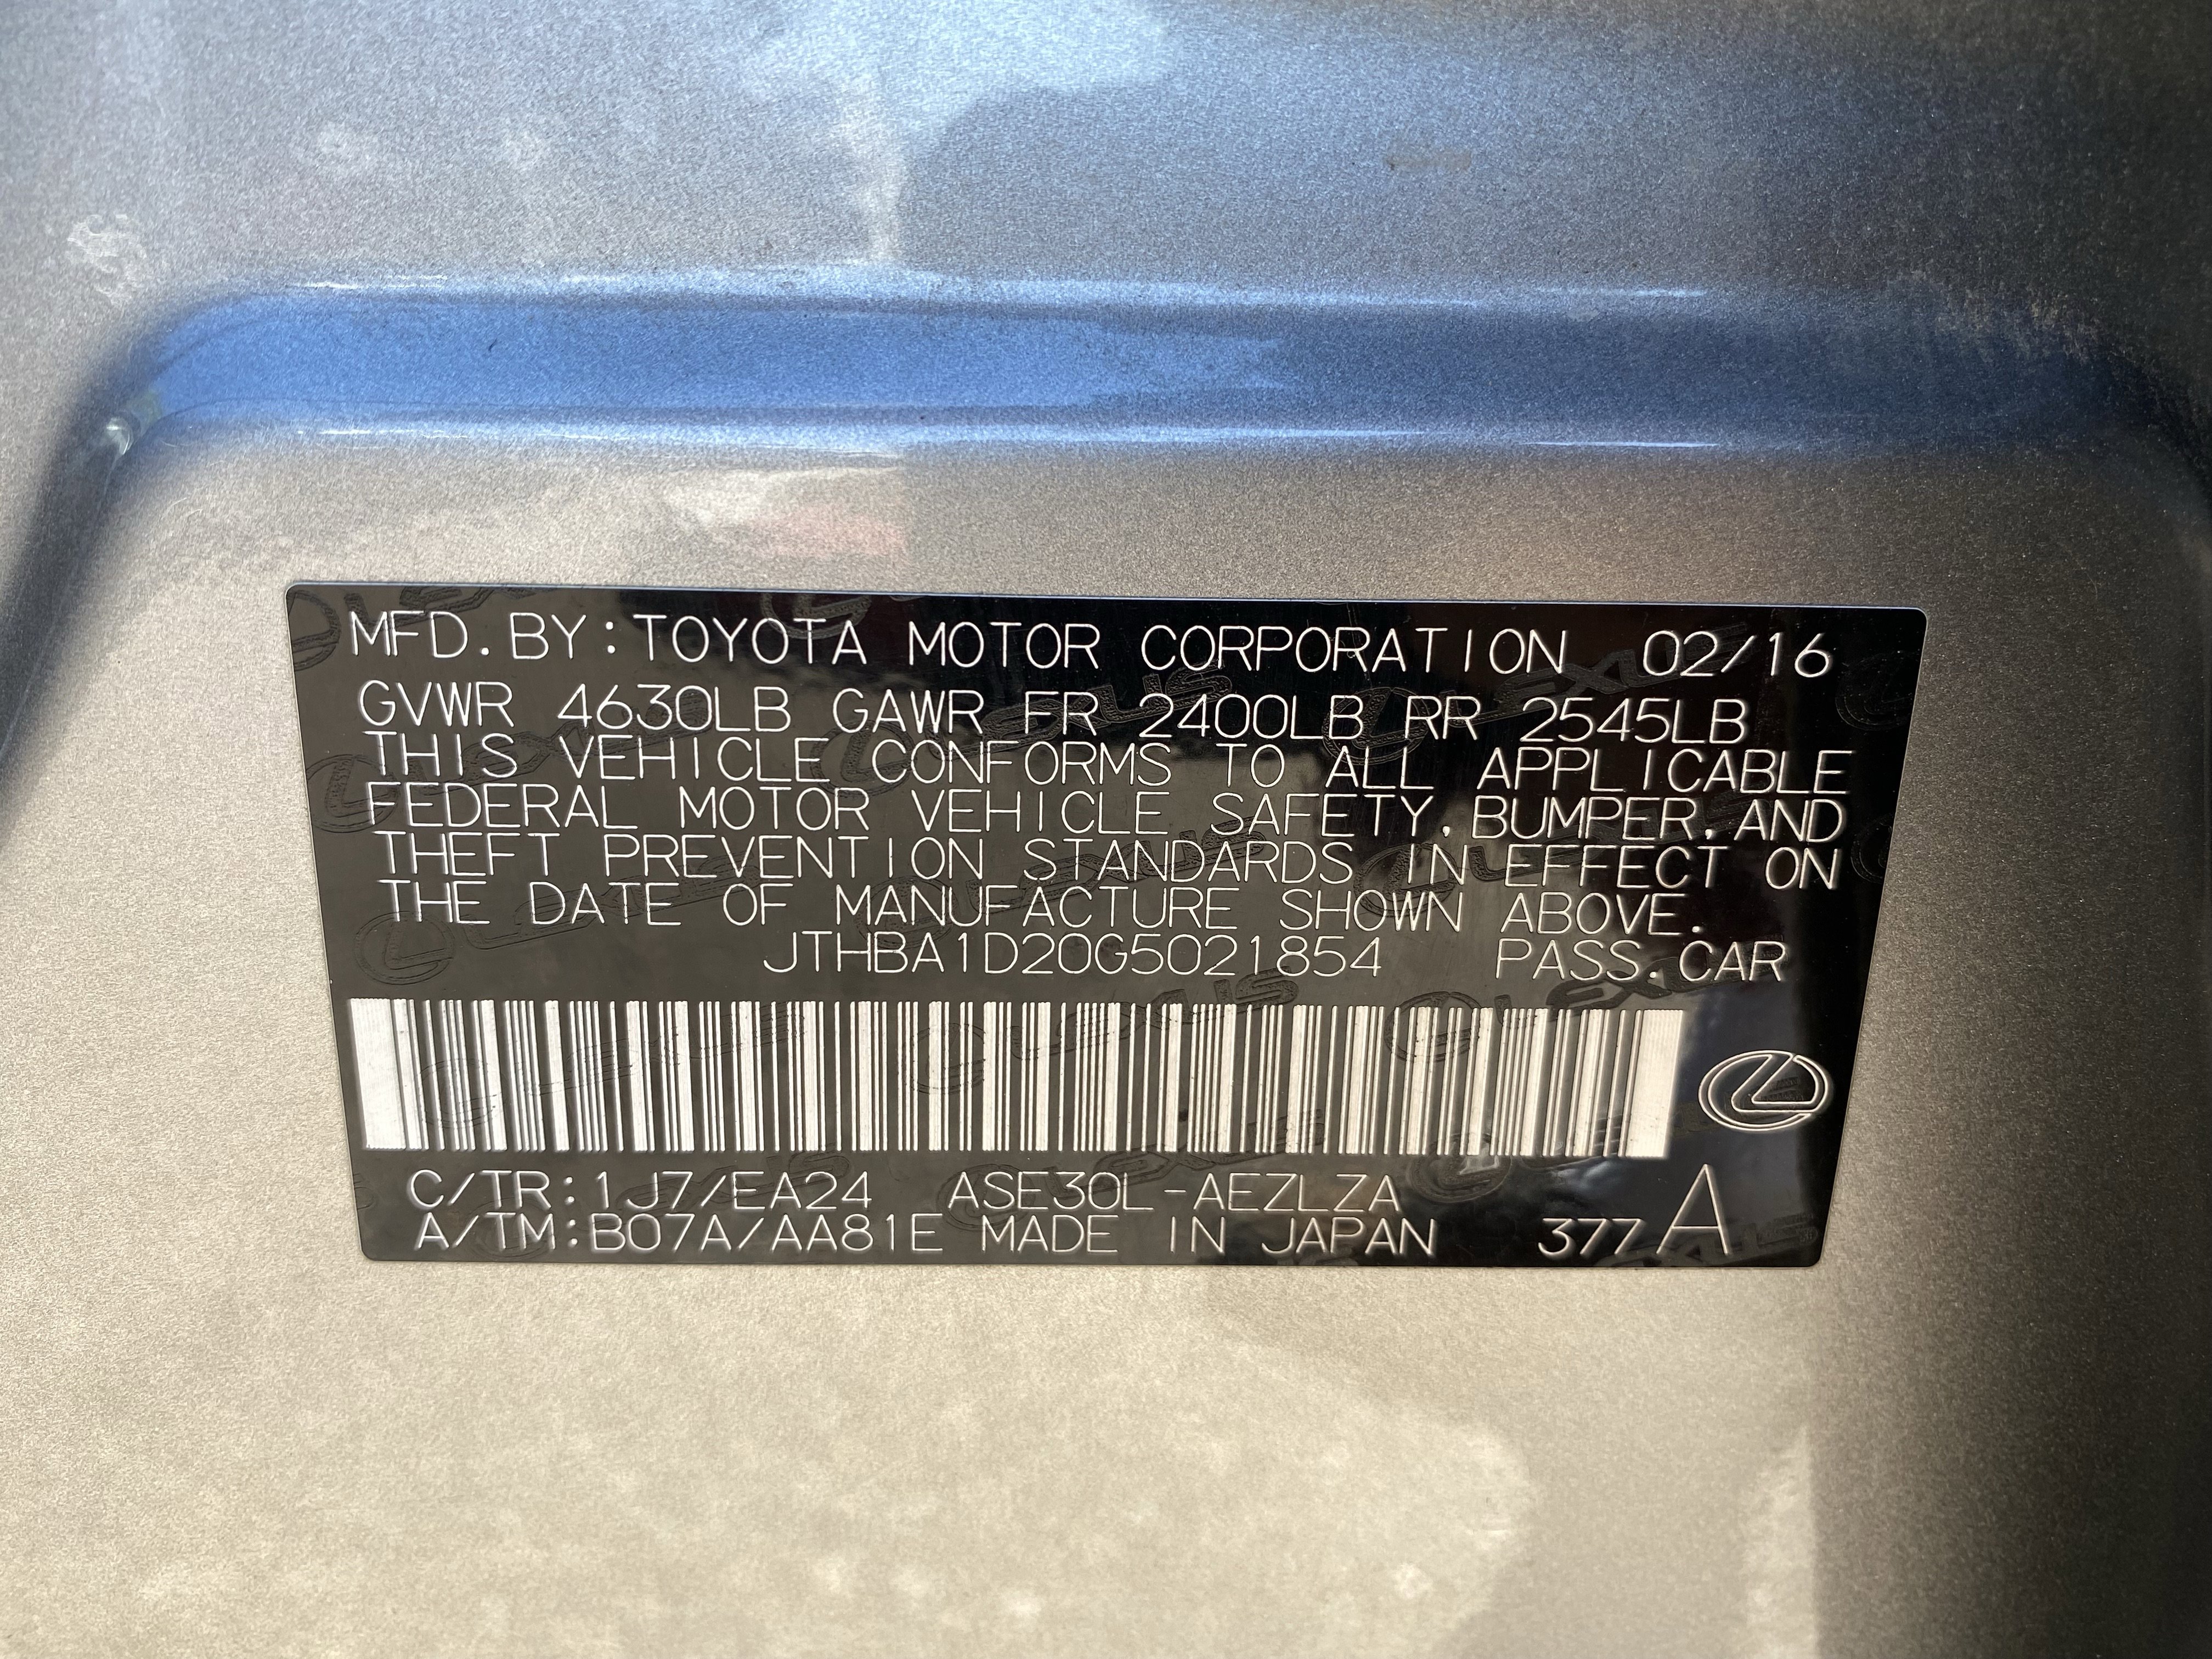 MFD. BY: TOYOTA MOTOR CORPORATION 02/16
GVWR 4630LB GAWR FR 2400LB RR 2545LB
THIS VEHICLE CONFORMS TO ALL APPLICABLE
FEDERAL MOTOR VEHICLE SAFETY, BUMPER, AND
THEFT PREVENTION STANDARDS IN EFFECT ON
THE DATE OF MANUFACTURE SHOWN ABOVE.
JTHBA1D20G5021854 PASS. CAR
C/TR: 1J7/EA24 ASE30L-AEZLZA
A/TM: B07A/AA81E MADE IN JAPAN 377 A